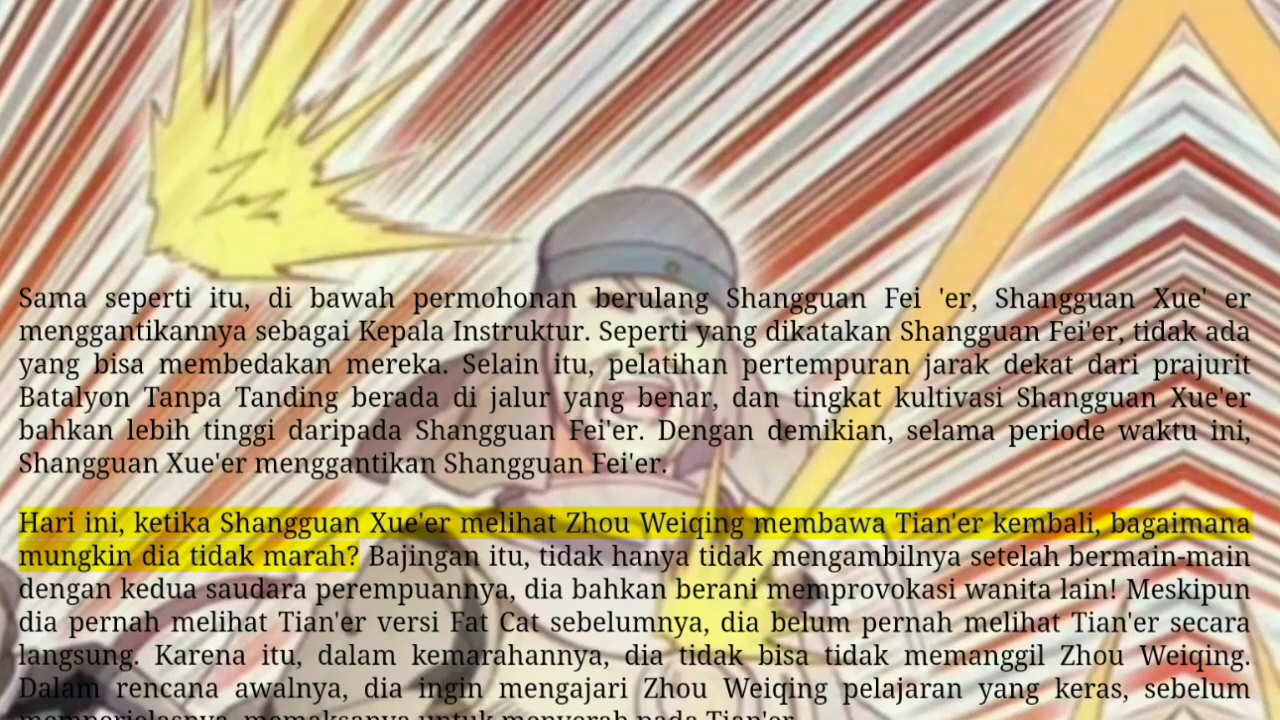 Sama seperti itu, di bawah permohonan berulang Shangguan Fei 'er, Shangguan Xue' er
menggantikannya sebagai Kepala Instruktur. Seperti yang dikatakan Shangguan Fei'er, tidak ada
yang bisa membedakan mereka. Selain itu, pelatihan pertempuran jarak dekat dari prajurit
Batalyon Tanpa Tanding berada di jalur yang benar, dan tingkat kultivasi Shangguan Xue'er
bahkan lebih tinggi daripada Shangguan Fei'er. Dengan demikian, selama periode waktu ini,
Shangguan Xue'er menggantikan Shangguan Fei'er.
Hari ini, ketika Shangguan Xue'er melihat Zhou Weiqing membawa Tian'er kembali, bagaimana
mungkin dia tidak marah? Bajingan itu, tidak hanya tidak mengambilnya setelah bermain-main
dengan kedua saudara perempuannya, dia bahkan berani memprovokasi wanita lain! Meskipun
dia pernah melihat Tian'er versi Fat Cat sebelumnya, dia belum pernah melihat Tian'er secara
langsung. Karena itu, dalam kemarahannya, dia tidak bisa tidak memanggil Zhou Weiqing.
Dalam rencana awalnya, dia ingin mengajari Zhou Weiqing pelajaran yang keras, sebelum
memperjelasnya, memaksanya untuk menyerah pada Tian'er.